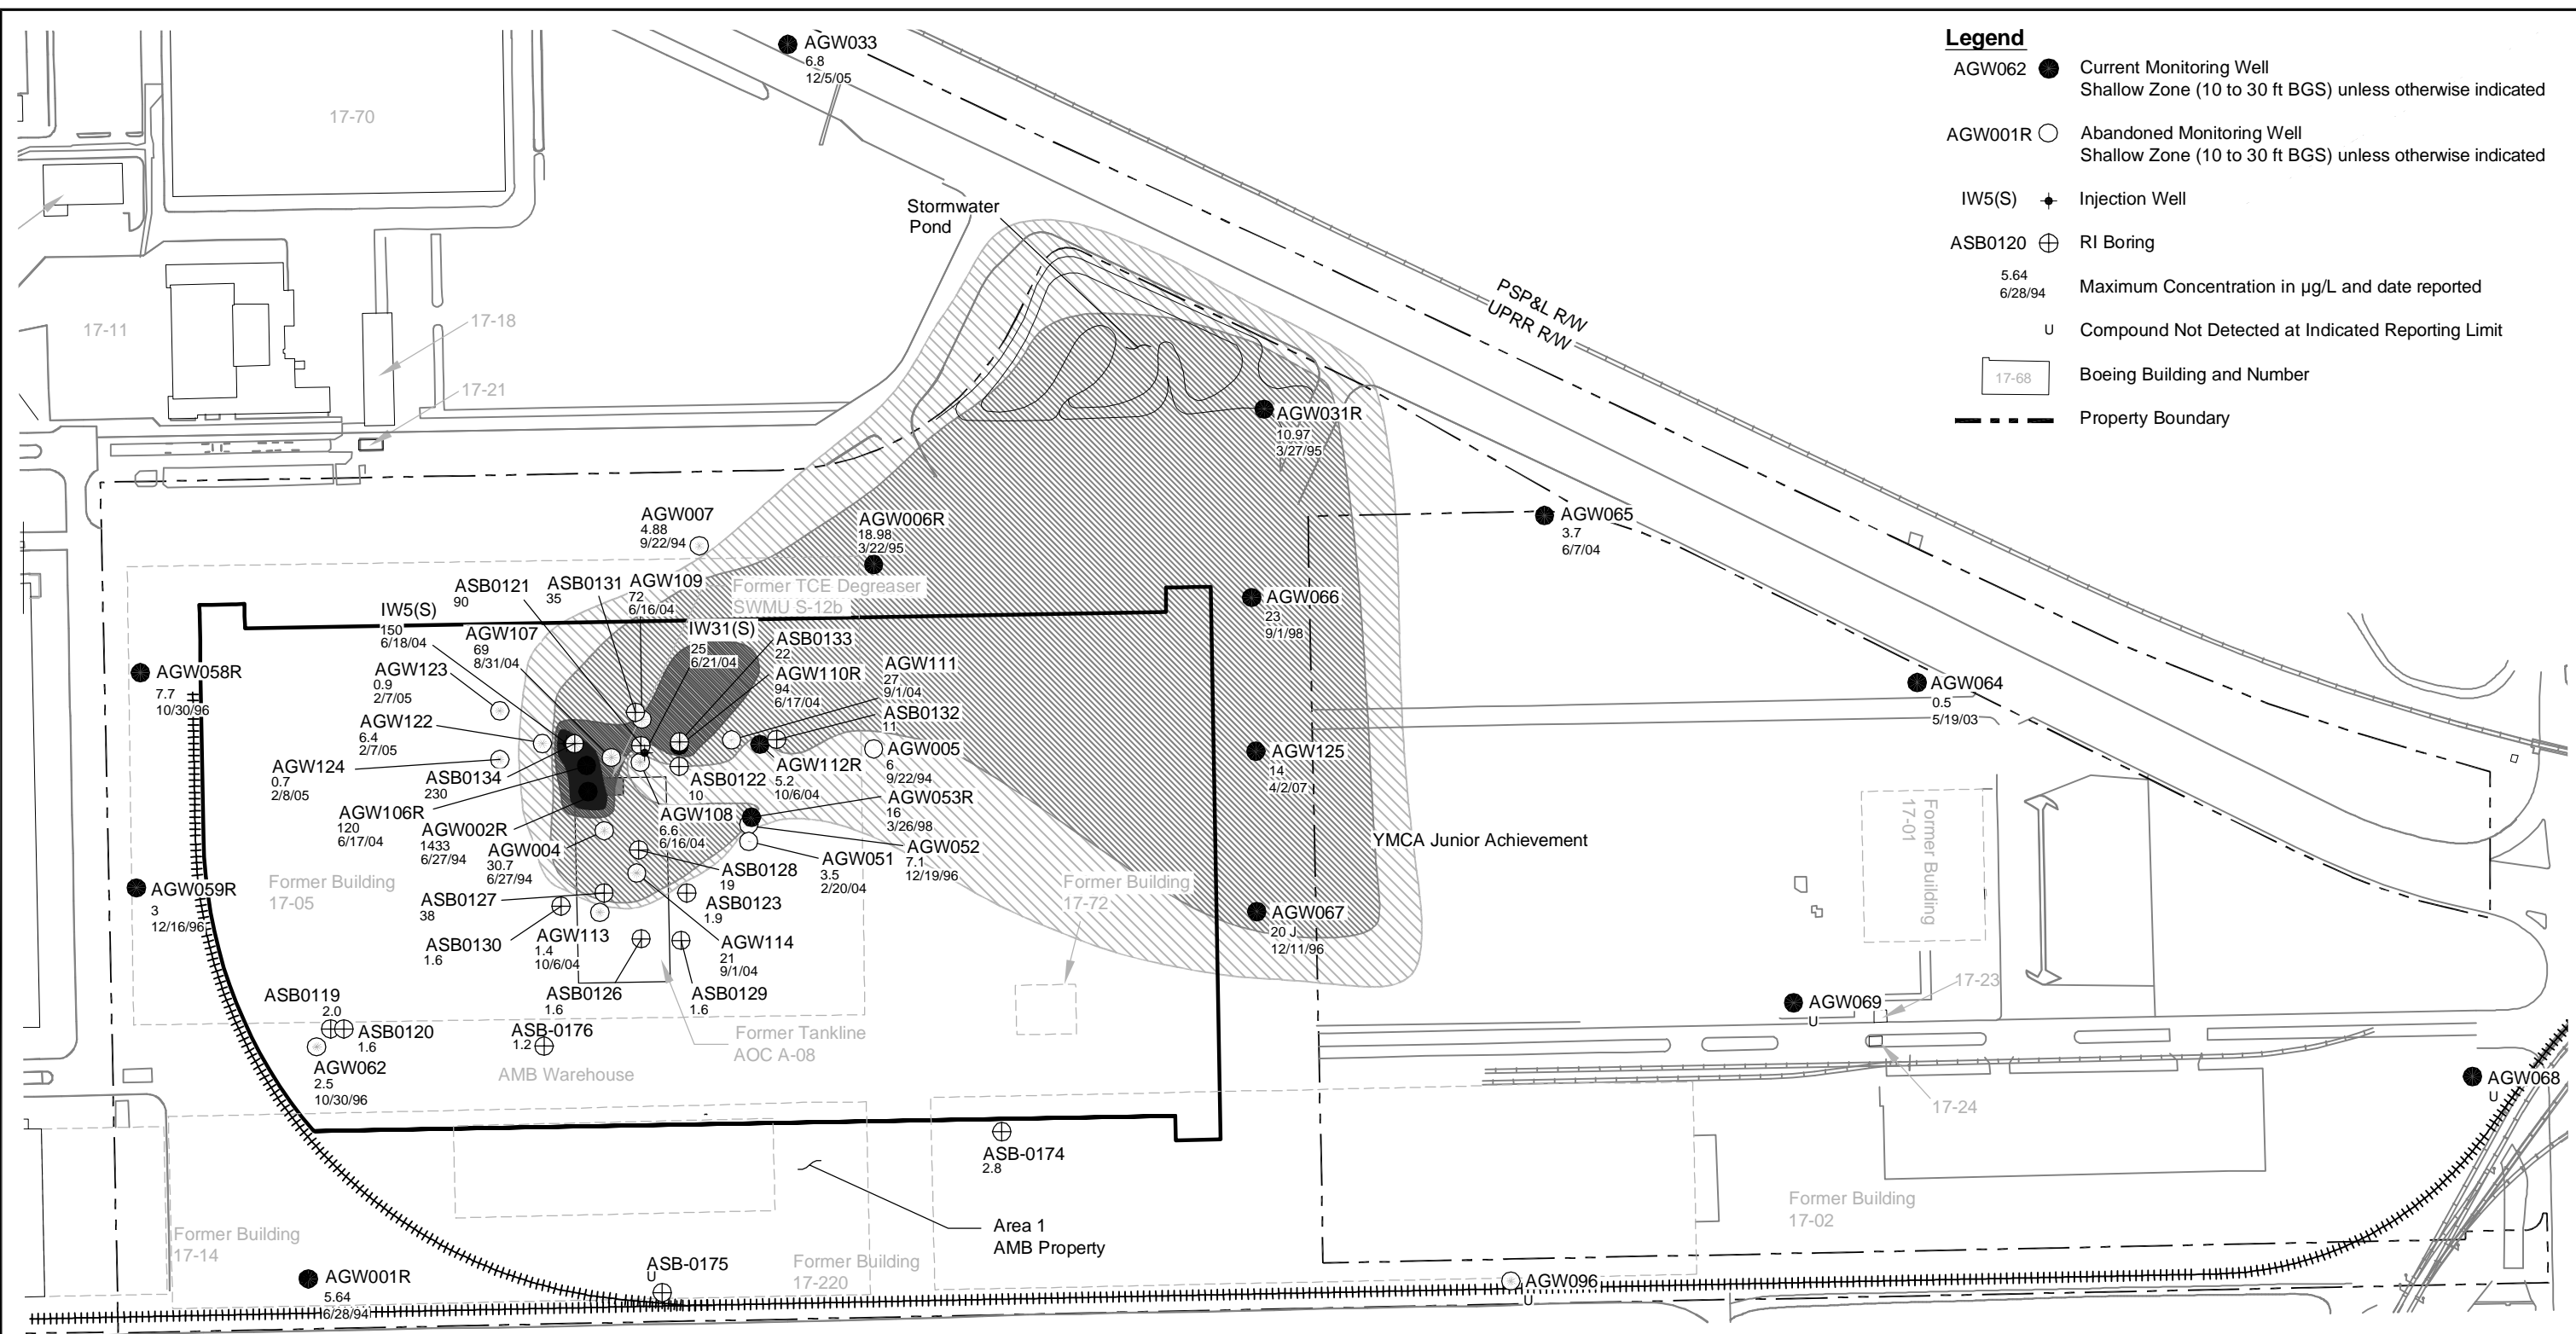 AGW033
6.8
12/5/05
Legend
AGW062
Current Monitoring Well
Shallow Zone (10 to 30 ft BGS) unless otherwise indicated
AGW001R
Abandoned Monitoring Well
Shallow Zone (10 to 30 ft BGS) unless otherwise indicated
IW5(S)
Injection Well
ASB0120
RI Boring
5.64
6/28/94
Maximum Concentration in µg/L and date reported
U
Compound Not Detected at Indicated Reporting Limit
17-68
Boeing Building and Number
Property Boundary
17-70
Stormwater
Pond
PSP&L R/W
UPRR R/W
17-11
17-18
17-21
AGW031R
10.97
3/27/95
AGW007
4.88
9/22/94
AGW006R
18.98
3/22/95
AGW065
3.7
6/7/04
Former TCE Degreaser
SWMU S-12b
ASB0121
90
ASB0131
35
AGW109
72
6/16/04
AGW066
23
9/1/98
IW5(S)
150
6/18/04
AGW107
69
8/31/04
IW31(S)
25
6/21/04
ASB0133
22
AGW110R
94
6/17/04
AGW111
27
9/1/04
AGW058R
7.7
10/30/96
AGW123
0.9
2/7/05
AGW064
0.5
5/19/03
AGW122
6.4
2/7/05
ASB0132
11
AGW005
6
9/22/94
AGW125
14
4/2/07
AGW124
0.7
2/8/05
ASB0134
230
ASB0122
10
AGW112R
5.2
10/6/04
AGW106R
120
6/17/04
AGW108
6.6
6/16/04
AGW053R
16
3/26/98
AGW002R
1433
6/27/94
AGW004
30.7
6/27/94
AGW052
7.1
12/19/96
AGW051
3.5
2/20/04
YMCA Junior Achievement
Former Building
17-01
AGW059R
3
12/16/96
Former Building
17-05
ASB0128
19
ASB0127
38
ASB0123
1.9
Former Building
17-72
AGW067
20 J
12/11/96
ASB0130
1.6
AGW113
1.4
10/6/04
AGW114
21
9/1/04
ASB0126
1.6
ASB0129
1.6
ASB0119
2.0
ASB0120
1.6
ASB-0176
1.2
Former Tankline
AOC A-08
AGW069
U
17-23
AGW062
2.5
10/30/96
AMB Warehouse
17-24
AGW068
U
ASB-0174
2.8
Area 1
AMB Property
Former Building
17-02
Former Building
17-14
Former Building
17-220
AGW001R
5.64
6/28/94
ASB-0175
U
AGW096
U